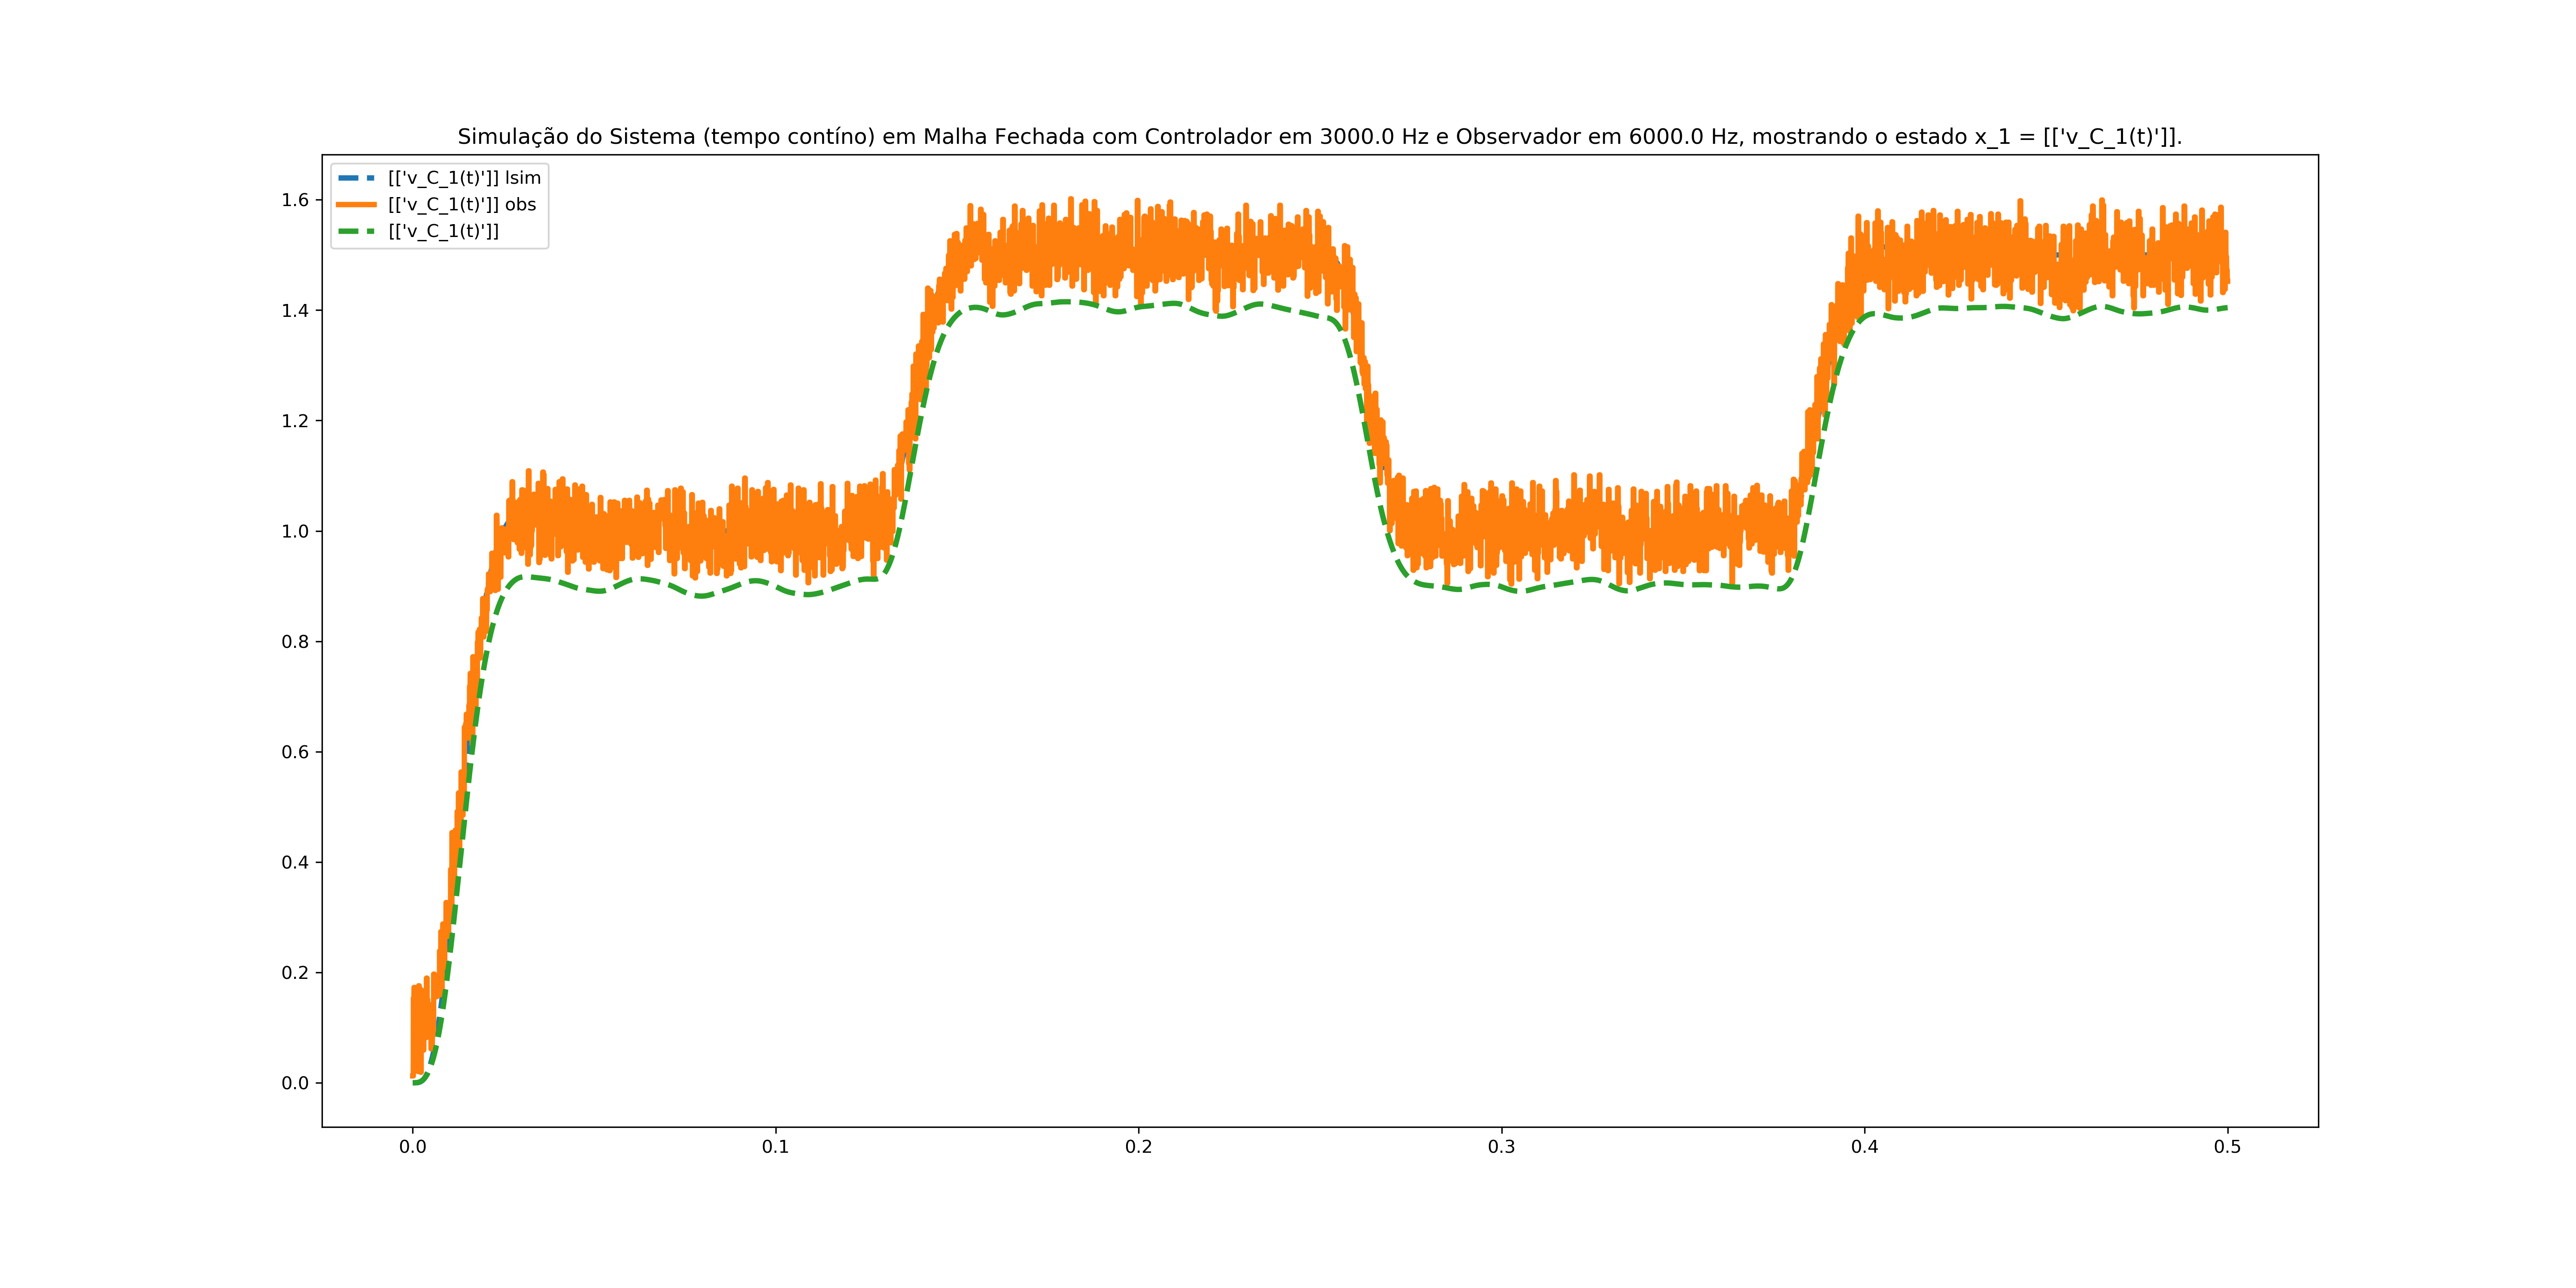 Simulação do Sistema (tempo contíno) em Malha Fechada com Controlador em 3000.0 Hz e Observador em 6000.0 Hz, mostrando o estado x_1 = [['v_C_1(t)']].
[['v_C_1(t)']] lsim
[['v_C_1(t)']] obs
[['v_C_1(t)']]
1.6
1.4
1.2
1.0
0.8
0.6
0.4
0.2
0.0
0.0 0.1 0.2 0.3 0.4 0.5